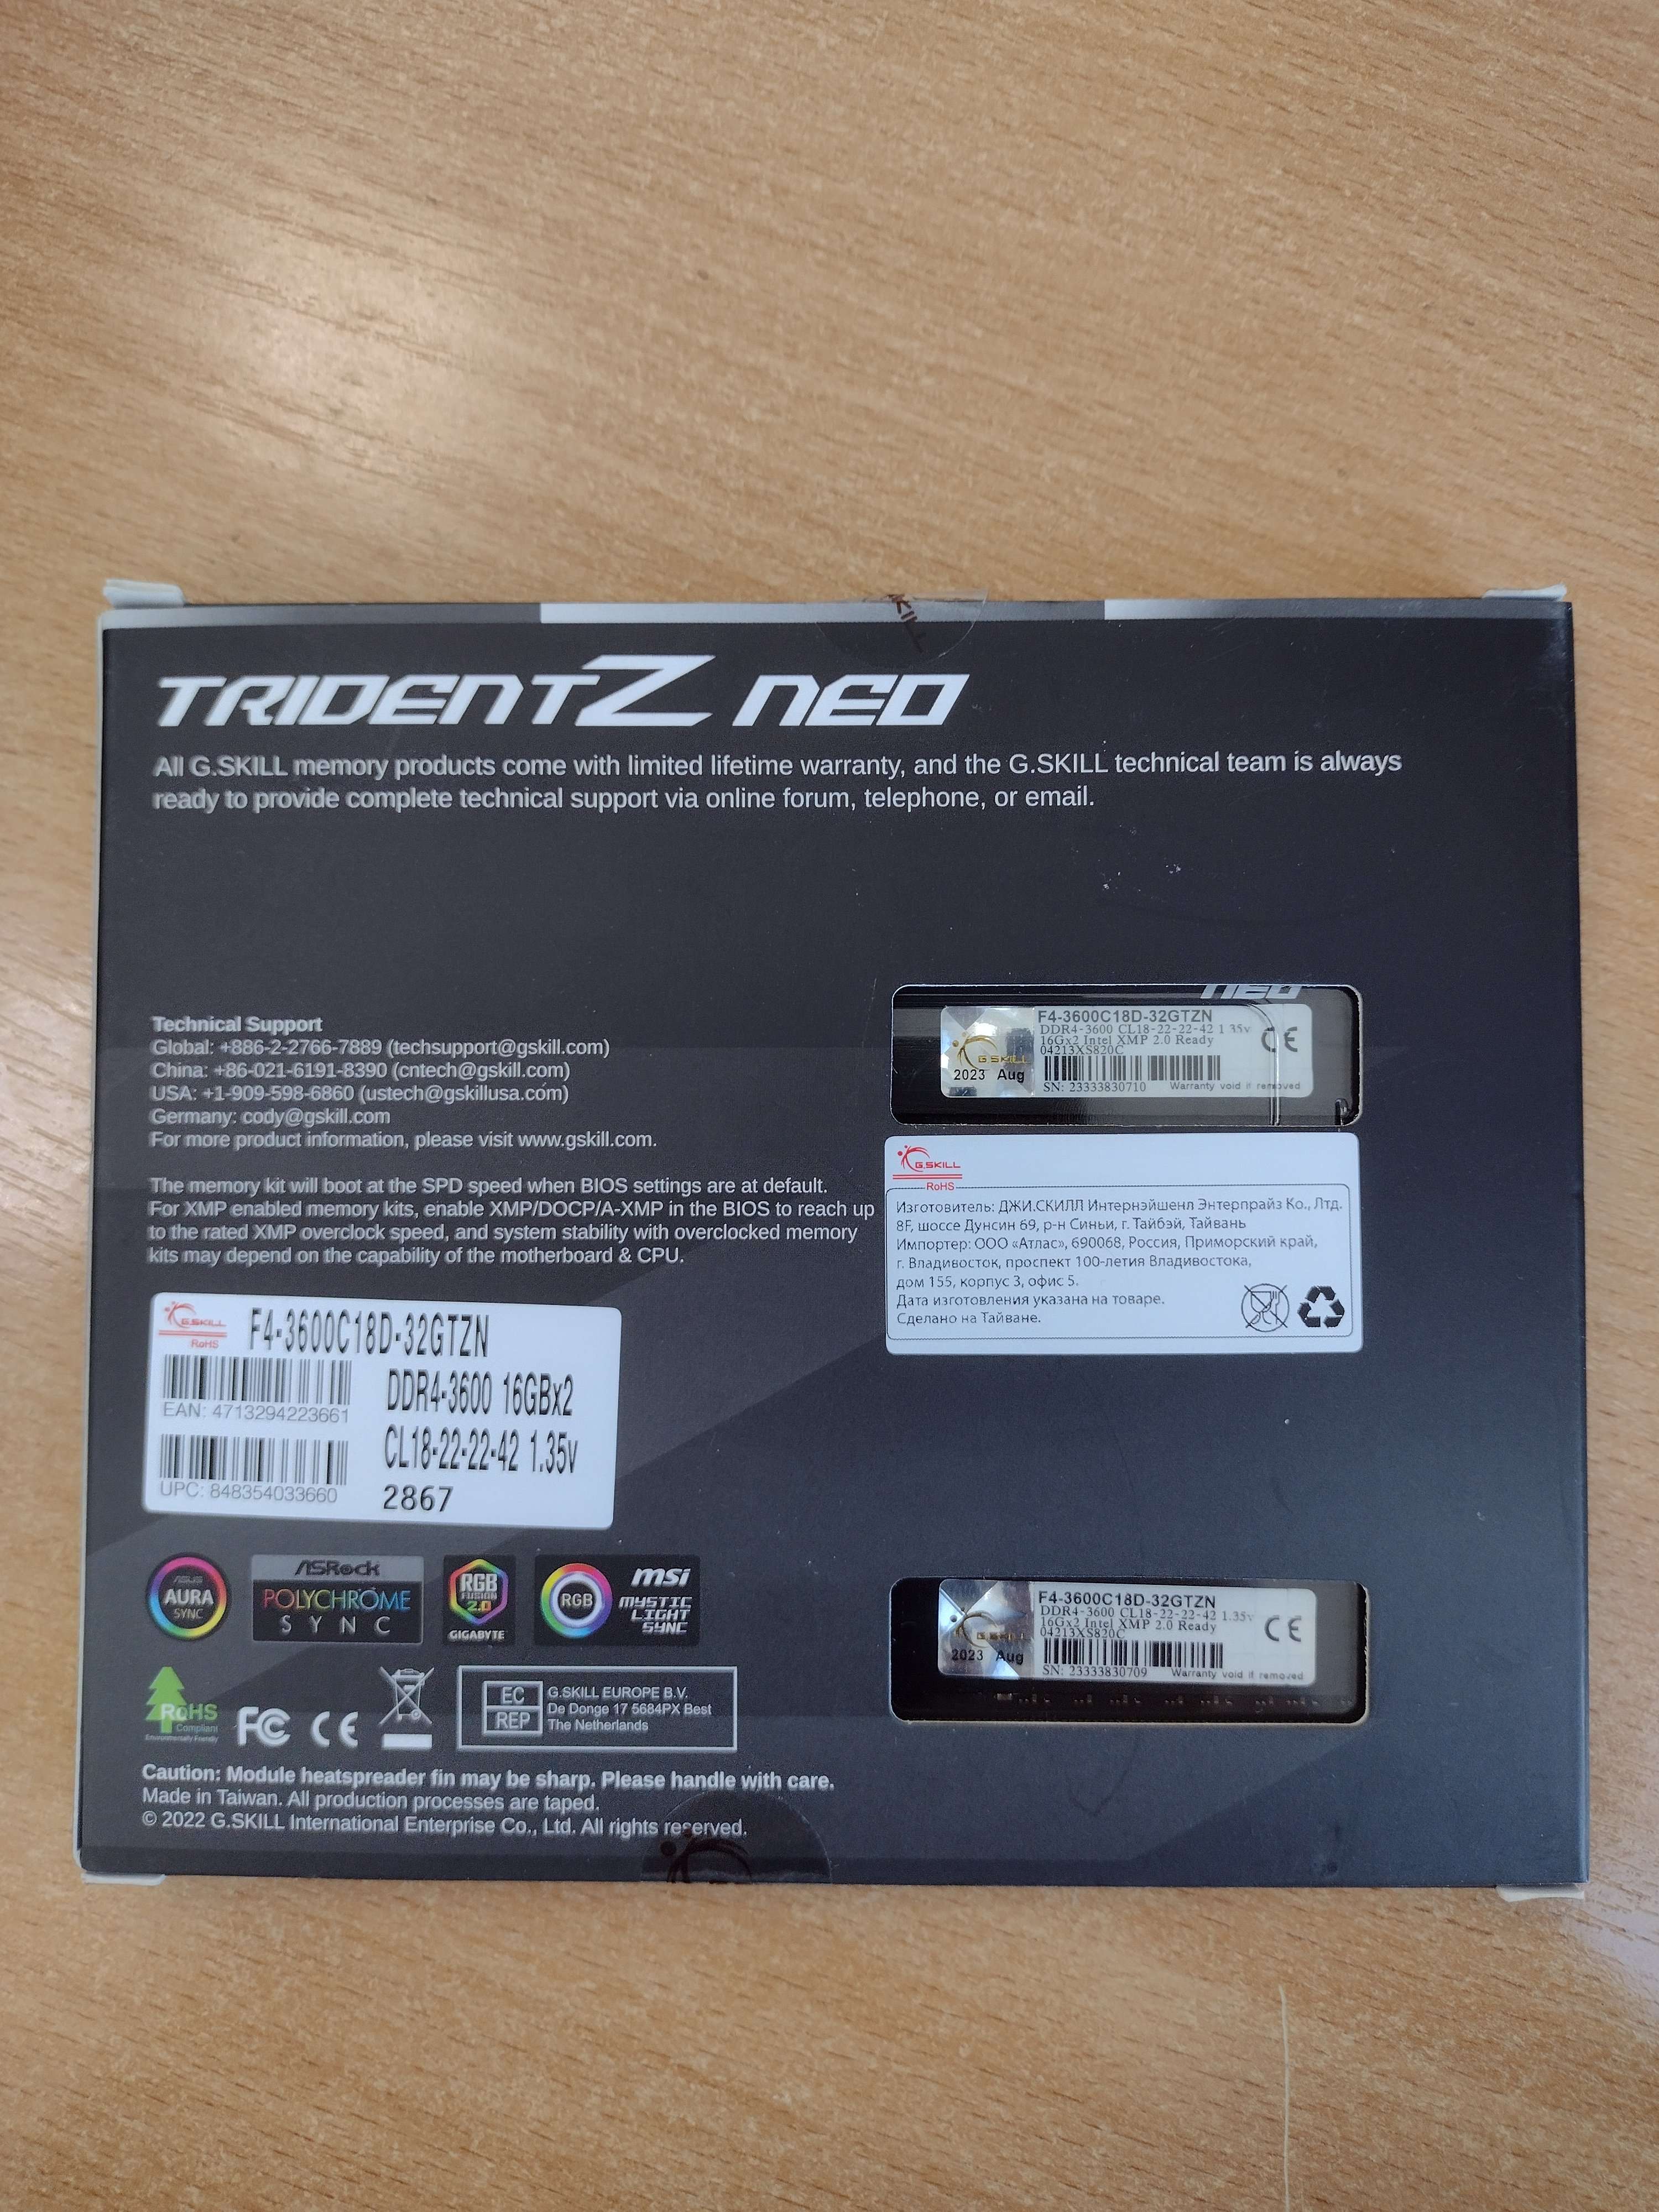 SKILL
TRIDENTZ NEO
All G.SKILL memory products come with limited lifetime warranty, and the G.SKILL technical team is always
ready to provide complete technical support via online forum, telephone, or email.
Technical Support
Global: +886-2-2766-7889 (techsupport@gskill.com)
China: +86-021-6191-8390 (cntech@gskill.com)
USA: +1-909-598-6860 (ustech@gskillusa.com)
Germany: cody@gskill.com
For more product information, please visit www.gskill.com.
The memory kit will boot at the SPD speed when BIOS settings are at default.
For XMP enabled memory kits, enable XMP/DOCP/A-XMP in the BIOS to reach up
to the rated XMP overclock speed, and system stability with overclocked memory
kits may depend on the capability of the motherboard & CPU.
NEO
F4-3600C18D-32GTZN
DDR4-3600 CL18-22-22-42 1.35v
16Gx2 Intel XMP 2.0 Ready
04213XS820C
G.SKILL
2023 Aug
CE
SN: 23333830710 Warranty void if removed
G.SKILL
RoHS
Изготовитель: ДЖИ.СКИЛЛ Интернэйшенл Энтерпрайз Ко., Лтд.
8F, шоссе Дунсин 69, р-н Синьи, г. Тайбэй, Тайвань
Импортер: ООО «Атлас», 690068, Россия, Приморский край,
г. Владивосток, проспект 100-летия Владивостока,
дом 155, корпус 3, офис 5.
Дата изготовления указана на товаре.
Сделано на Тайване.
G.SKILL
RoHS
F4-3600C18D-32GTZN
EAN: 4713294223661
DDR4-3600 16GBx2
CL18-22-22-42 1.35v
UPC: 848354033660
2867
ASUS
AURA
SYNC
ASRock
POLYCHROME
SYNC
RGB
FUSION
2.0
GIGABYTE
RGB
msi
MYSTIC
LIGHT
SYNC
F4-3600C18D-32GTZN
DDR4-3600 CL18-22-22-42 1.35v
16Gx2 Intel XMP 2.0 Ready
04213XS820C
G.SKILL
2023 Aug
CE
SN: 23333830709 Warranty void if removed
RoHS
Compliant
Environmentally Friendly
FC
CE
EC
REP
G.SKILL EUROPE B.V.
De Donge 17 5684PX Best
The Netherlands
Caution: Module heatspreader fin may be sharp. Please handle with care.
Made in Taiwan. All production processes are taped.
© 2022 G.SKILL International Enterprise Co., Ltd. All rights reserved.